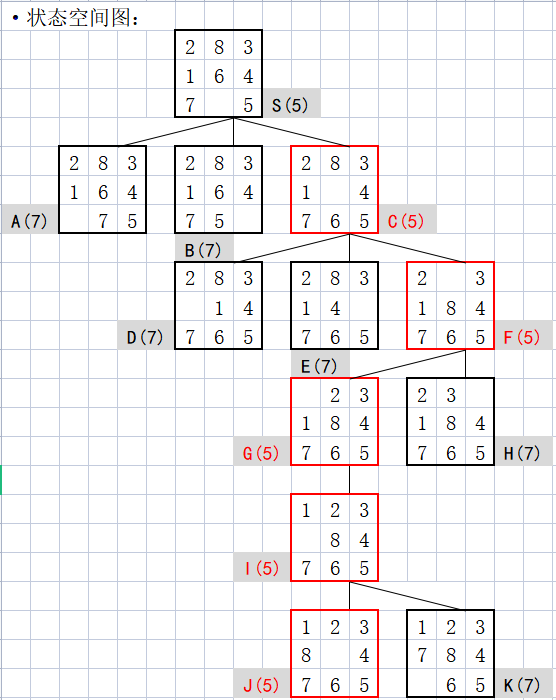 ·状态空间图：
2 8 3
1 6 4
7 5 S(5)
2 8 3 2 8 3 2 8 3
1 6 4 1 6 4 1 4
A(7) 7 5 7 5 7 6 5 C(5)
B(7)
2 8 3 2 8 3 2 3
1 4 1 4 1 8 4
D(7) 7 6 5 7 6 5 7 6 5 F(5)
E(7)
2 3 2 3
1 8 4 1 8 4
G(5) 7 6 5 7 6 5 H(7)
1 2 3
8 4
I(5) 7 6 5
1 2 3 1 2 3
8 4 7 8 4
J(5) 7 6 5 6 5 K(7)